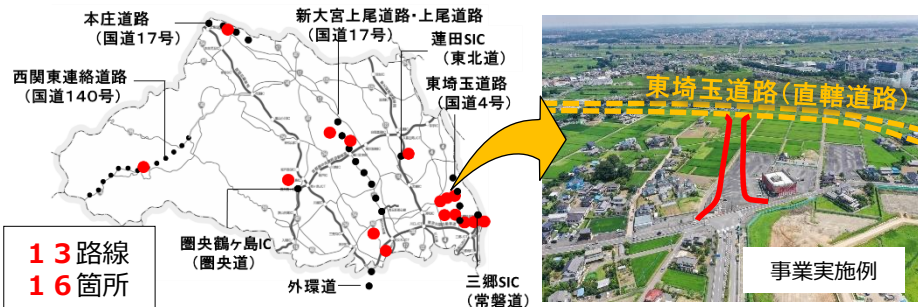 本庄道路
(国道17号)
新大宮上尾道路・上尾道路
(国道17号)
蓮田SIC
(東北道)
西関東連絡道路
(国道140号)
東埼玉道路
(国道4号)
東埼玉道路(直轄道路)
圏央鶴ヶ島IC
(圏央道)
外環道
三郷SIC
(常磐道)
13路線
16箇所
事業実施例